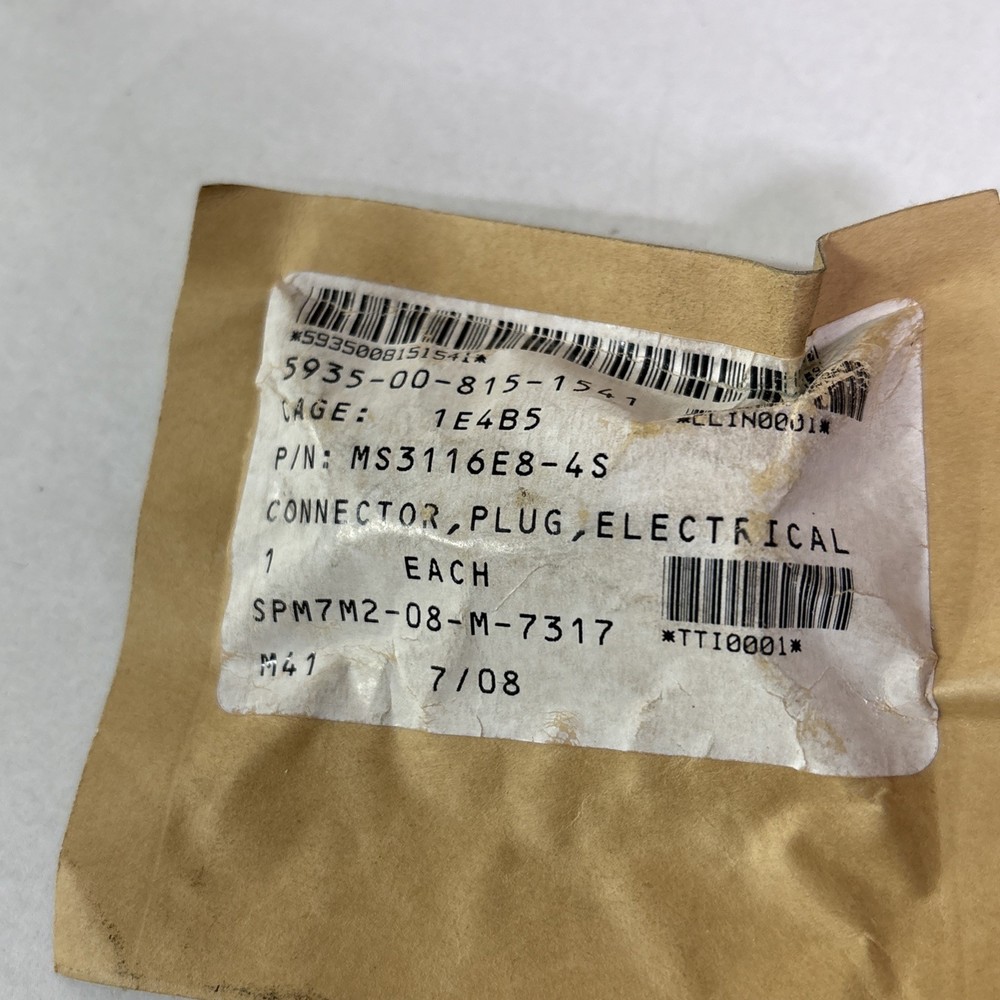 *5935008151541*
5935-00-815-1541
*CLIN0001*
CAGE: 1E4B5
P/N: MS3116E8-4S
CONNECTOR,PLUG,ELECTRICAL
1 EACH
SPM7M2-08-M-7317
*TTI0001*
M41 7/08